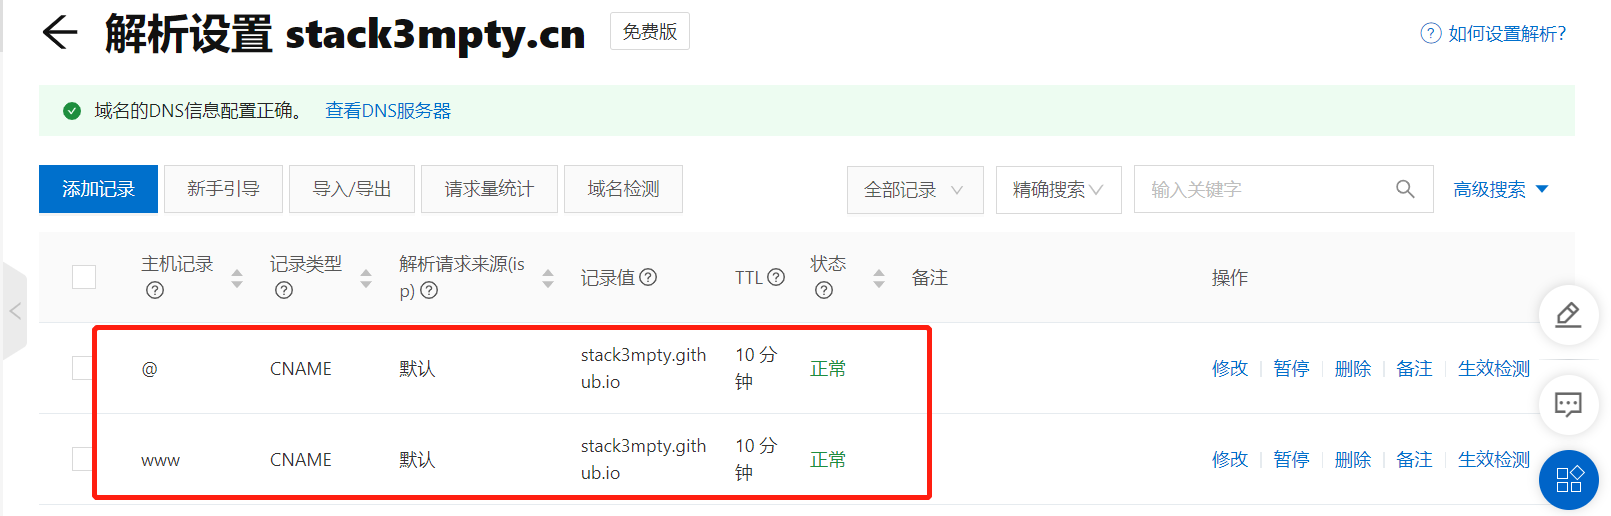 解析设置 stack3mpty.cn 免费版
如何设置解析?
域名的DNS信息配置正确。 查看DNS服务器
添加记录 新手引导 导入/导出 请求量统计 域名检测 全部记录 精确搜索 输入关键字 高级搜索
主机记录 记录类型 解析请求来源(is
p) 记录值 TTL 状态 备注 操作
@ CNAME 默认 stack3mpty.gith
ub.io 10 分
钟 正常 修改 暂停 删除 备注 生效检测
www CNAME 默认 stack3mpty.gith
ub.io 10 分
钟 正常 修改 暂停 删除 备注 生效检测